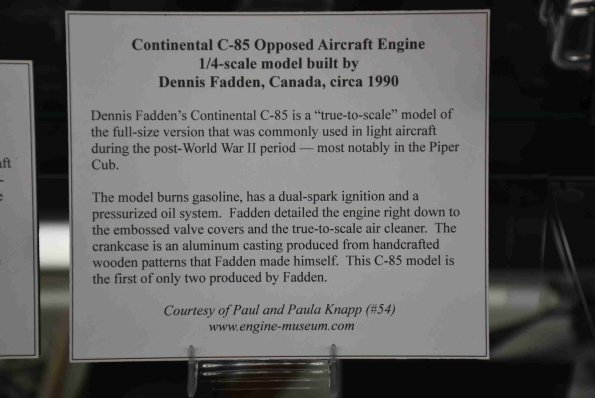 Continental C-85 Opposed Aircraft Engine
1/4-scale model built by
Dennis Fadden, Canada, circa 1990
Dennis Fadden's Continental C-85 is a "true-to-scale" model of
the full-size version that was commonly used in light aircraft
during the post-World War II period — most notably in the Piper
Cub.
The model burns gasoline, has a dual-spark ignition and a
pressurized oil system. Fadden detailed the engine right down to
the embossed valve covers and the true-to-scale air cleaner. The
crankcase is an aluminum casting produced from handcrafted
wooden patterns that Fadden made himself. This C-85 model is
the first of only two produced by Fadden.
Courtesy of Paul and Paula Knapp (#54)
www.engine-museum.com